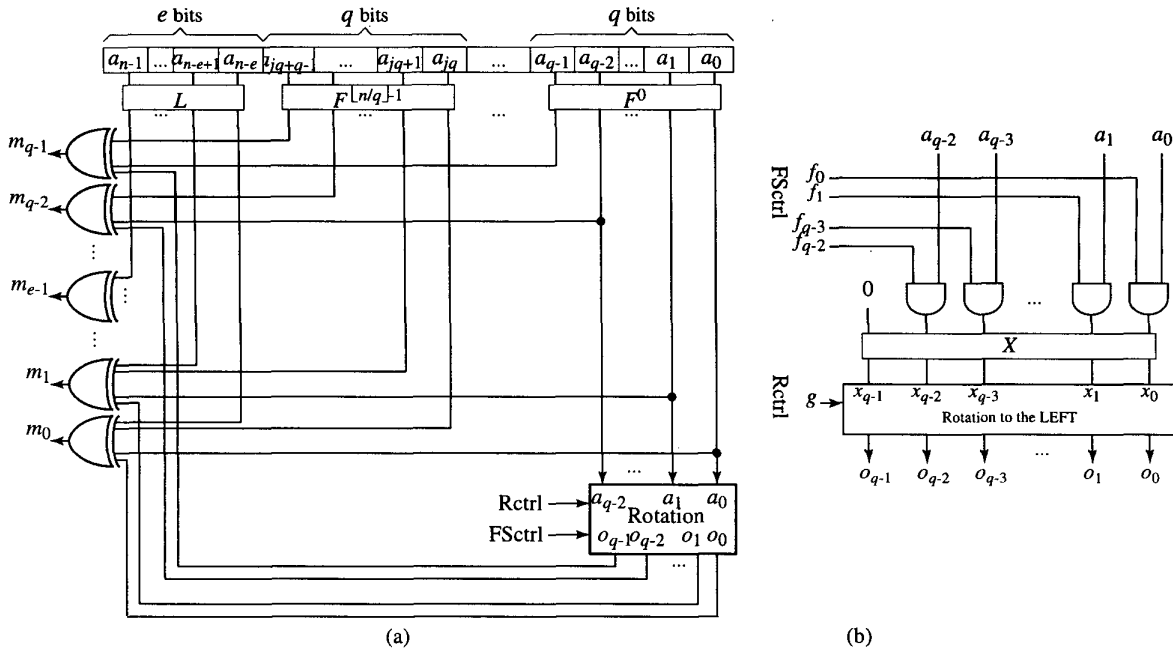 e bits q bits q bits
a_{n-1} ... a_{n-e+1} a_{n-e} a_{jq+q-} ... a_{jq+1} a_{jq} ... a_{q-1} a_{q-2} ... a_1 a_0
L F^{⌊n/q⌋-1} F^0
... ... ... ...
m_{q-1}
m_{q-2}
...
m_{e-1}
...
...
m_1
m_0
...
Rctrl a_{q-2} a_1 a_0
Rotation
FSctrl o_{q-1} o_{q-2} o_1 o_0
...
(a)
a_{q-2} a_{q-3} a_1 a_0
FSctrl
f_0
f_1
f_{q-3}
f_{q-2}
0
...
X
Rctrl
g
x_{q-1} x_{q-2} x_{q-3} x_1 x_0
Rotation to the LEFT
...
o_{q-1} o_{q-2} o_{q-3} o_1 o_0
(b)